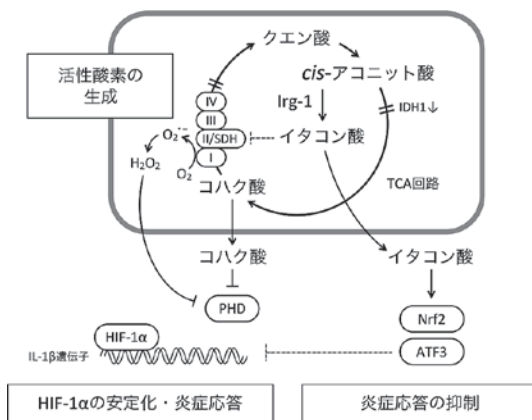 クエン酸
活性酸素の
生成
cis-アコニット酸
Irg-1
IDH1↓
IV
III
II/SDH
I
イタコン酸
O₂·⁻
H₂O₂
O₂
コハク酸
TCA回路
コハク酸
イタコン酸
PHD
Nrf2
HIF-1α
ATF3
IL-1β遺伝子
HIF-1αの安定化・炎症応答
炎症応答の抑制